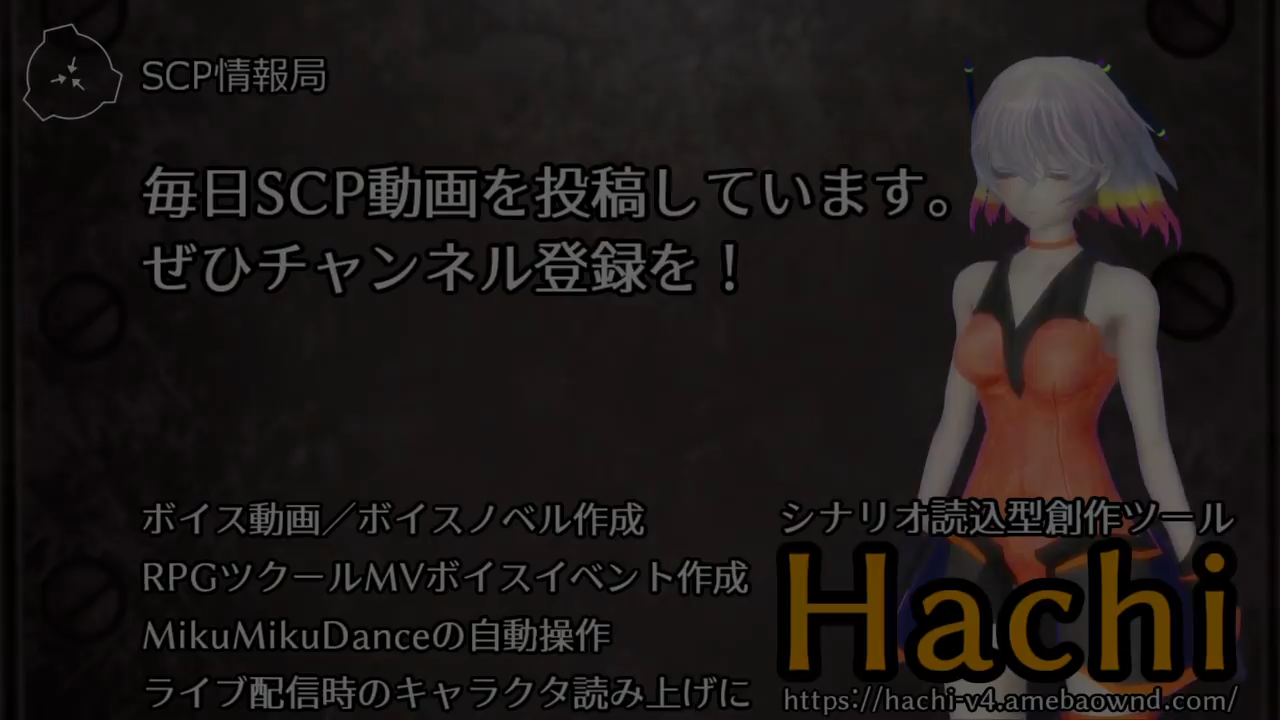 SCP情報局
毎日SCP動画を投稿しています。
ぜひチャンネル登録を！
ボイス動画／ボイスノベル作成
RPGツクールMVボイスイベント作成
MikuMikuDanceの自動操作
ライブ配信時のキャラクタ読み上げに
シナリオ読込型創作ツール
Hachi
https://hachi-v4.amebaownd.com/